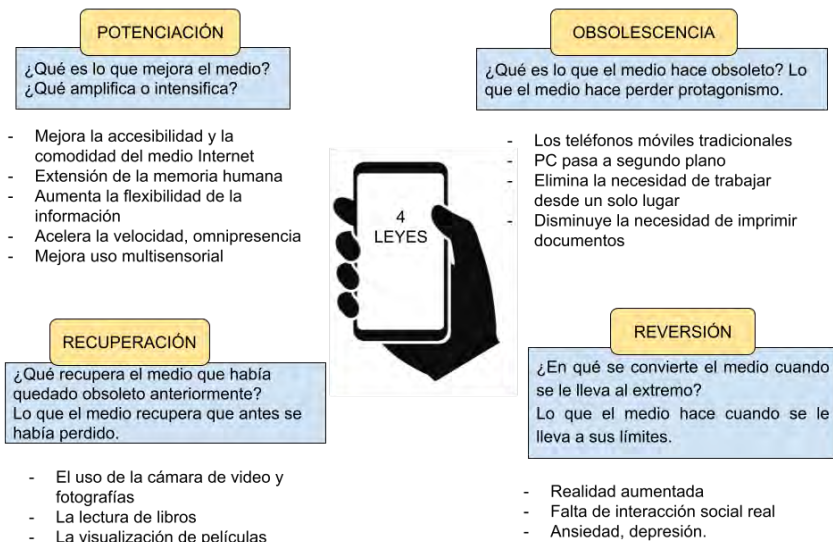 POTENCIACIÓN
¿Qué es lo que mejora el medio?
¿Qué amplifica o intensifica?
- Mejora la accesibilidad y la
comodidad del medio Internet
- Extensión de la memoria humana
- Aumenta la flexibilidad de la
información
- Acelera la velocidad, omnipresencia
- Mejora uso multisensorial
OBSOLESCENCIA
¿Qué es lo que el medio hace obsoleto? Lo
que el medio hace perder protagonismo.
- Los teléfonos móviles tradicionales
- PC pasa a segundo plano
- Elimina la necesidad de trabajar
desde un solo lugar
- Disminuye la necesidad de imprimir
documentos
4
LEYES
RECUPERACIÓN
¿Qué recupera el medio que había
quedado obsoleto anteriormente?
Lo que el medio recupera que antes se
había perdido.
- El uso de la cámara de video y
fotografías
- La lectura de libros
- La visualización de películas
REVERSIÓN
¿En qué se convierte el medio cuando
se le lleva al extremo?
Lo que el medio hace cuando se le
lleva a sus límites.
- Realidad aumentada
- Falta de interacción social real
- Ansiedad, depresión.